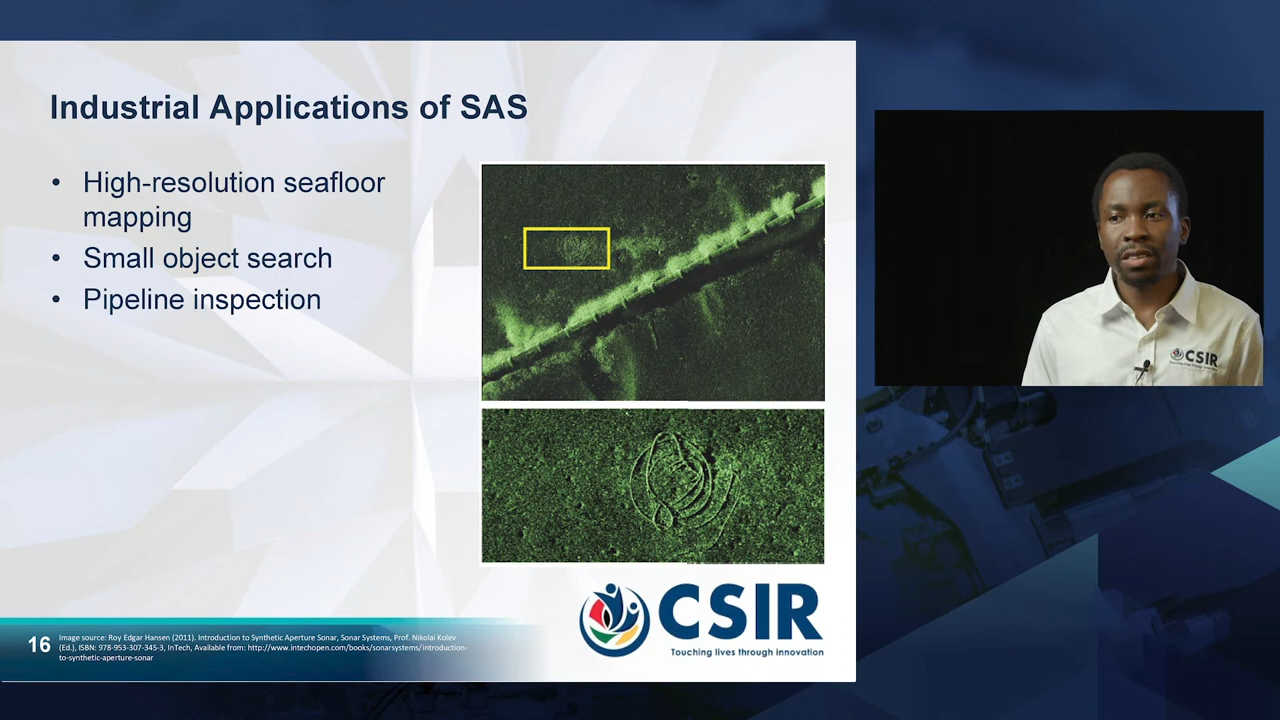 Industrial Applications of SAS
• High-resolution seafloor
mapping
• Small object search
• Pipeline inspection
CSIR
CSIR
Touching lives through innovation
16
Image source: Roy Edgar Hansen (2011). Introduction to Synthetic Aperture Sonar, Sonar Systems, Prof. Nikolai Kolev
(Ed.), ISBN: 978-953-307-345-3, InTech, Available from: http://www.intechopen.com/books/sonarsystems/introduction-
to-synthetic-aperture-sonar